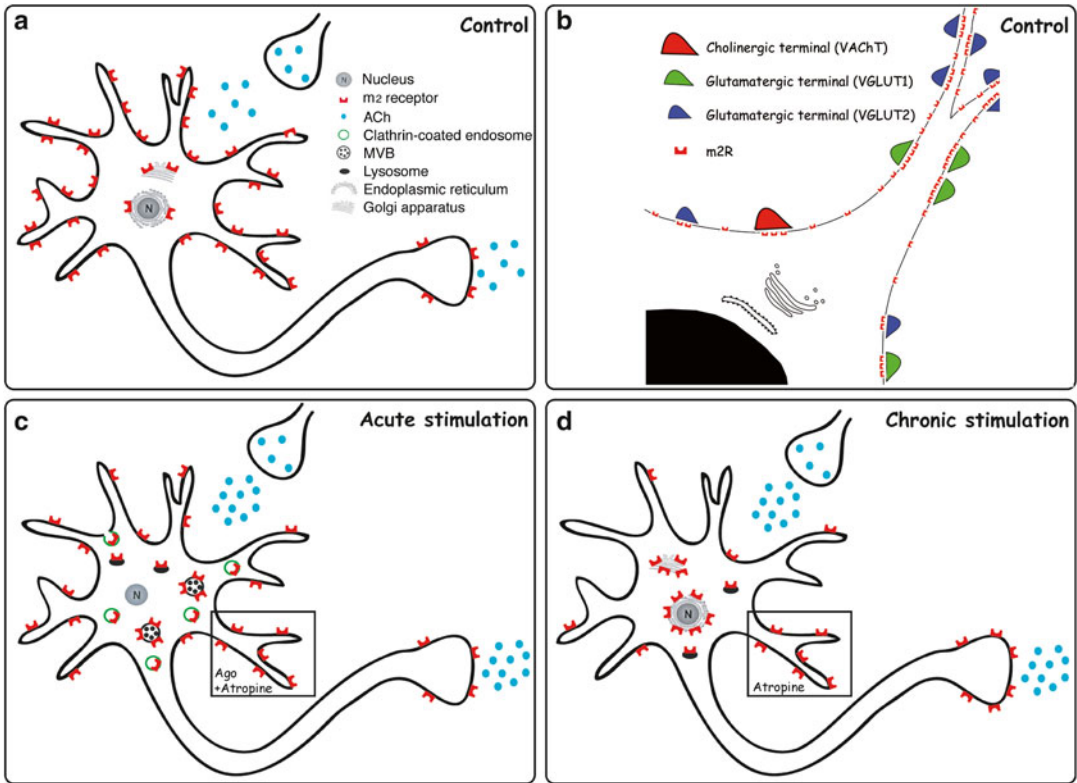 a
Control
Nucleus
m2 receptor
ACh
Clathrin-coated endosome
MVB
Lysosome
Endoplasmic reticulum
Golgi apparatus
N
N
b
Control
Cholinergic terminal (VAChT)
Glutamatergic terminal (VGLUT1)
Glutamatergic terminal (VGLUT2)
m2R
c
Acute stimulation
N
Ago
+Atropine
d
Chronic stimulation
N
Atropine